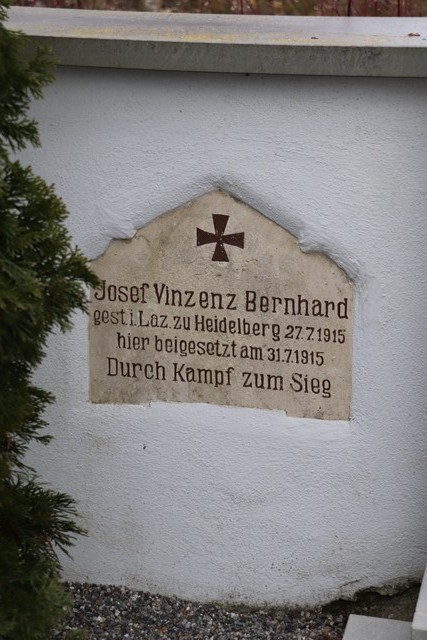 Josef Vinzenz Bernhard
gest. i. Laz. zu Heidelberg 27.7.1915
hier beigesetzt am 31.7.1915
Durch Kampf zum Sieg